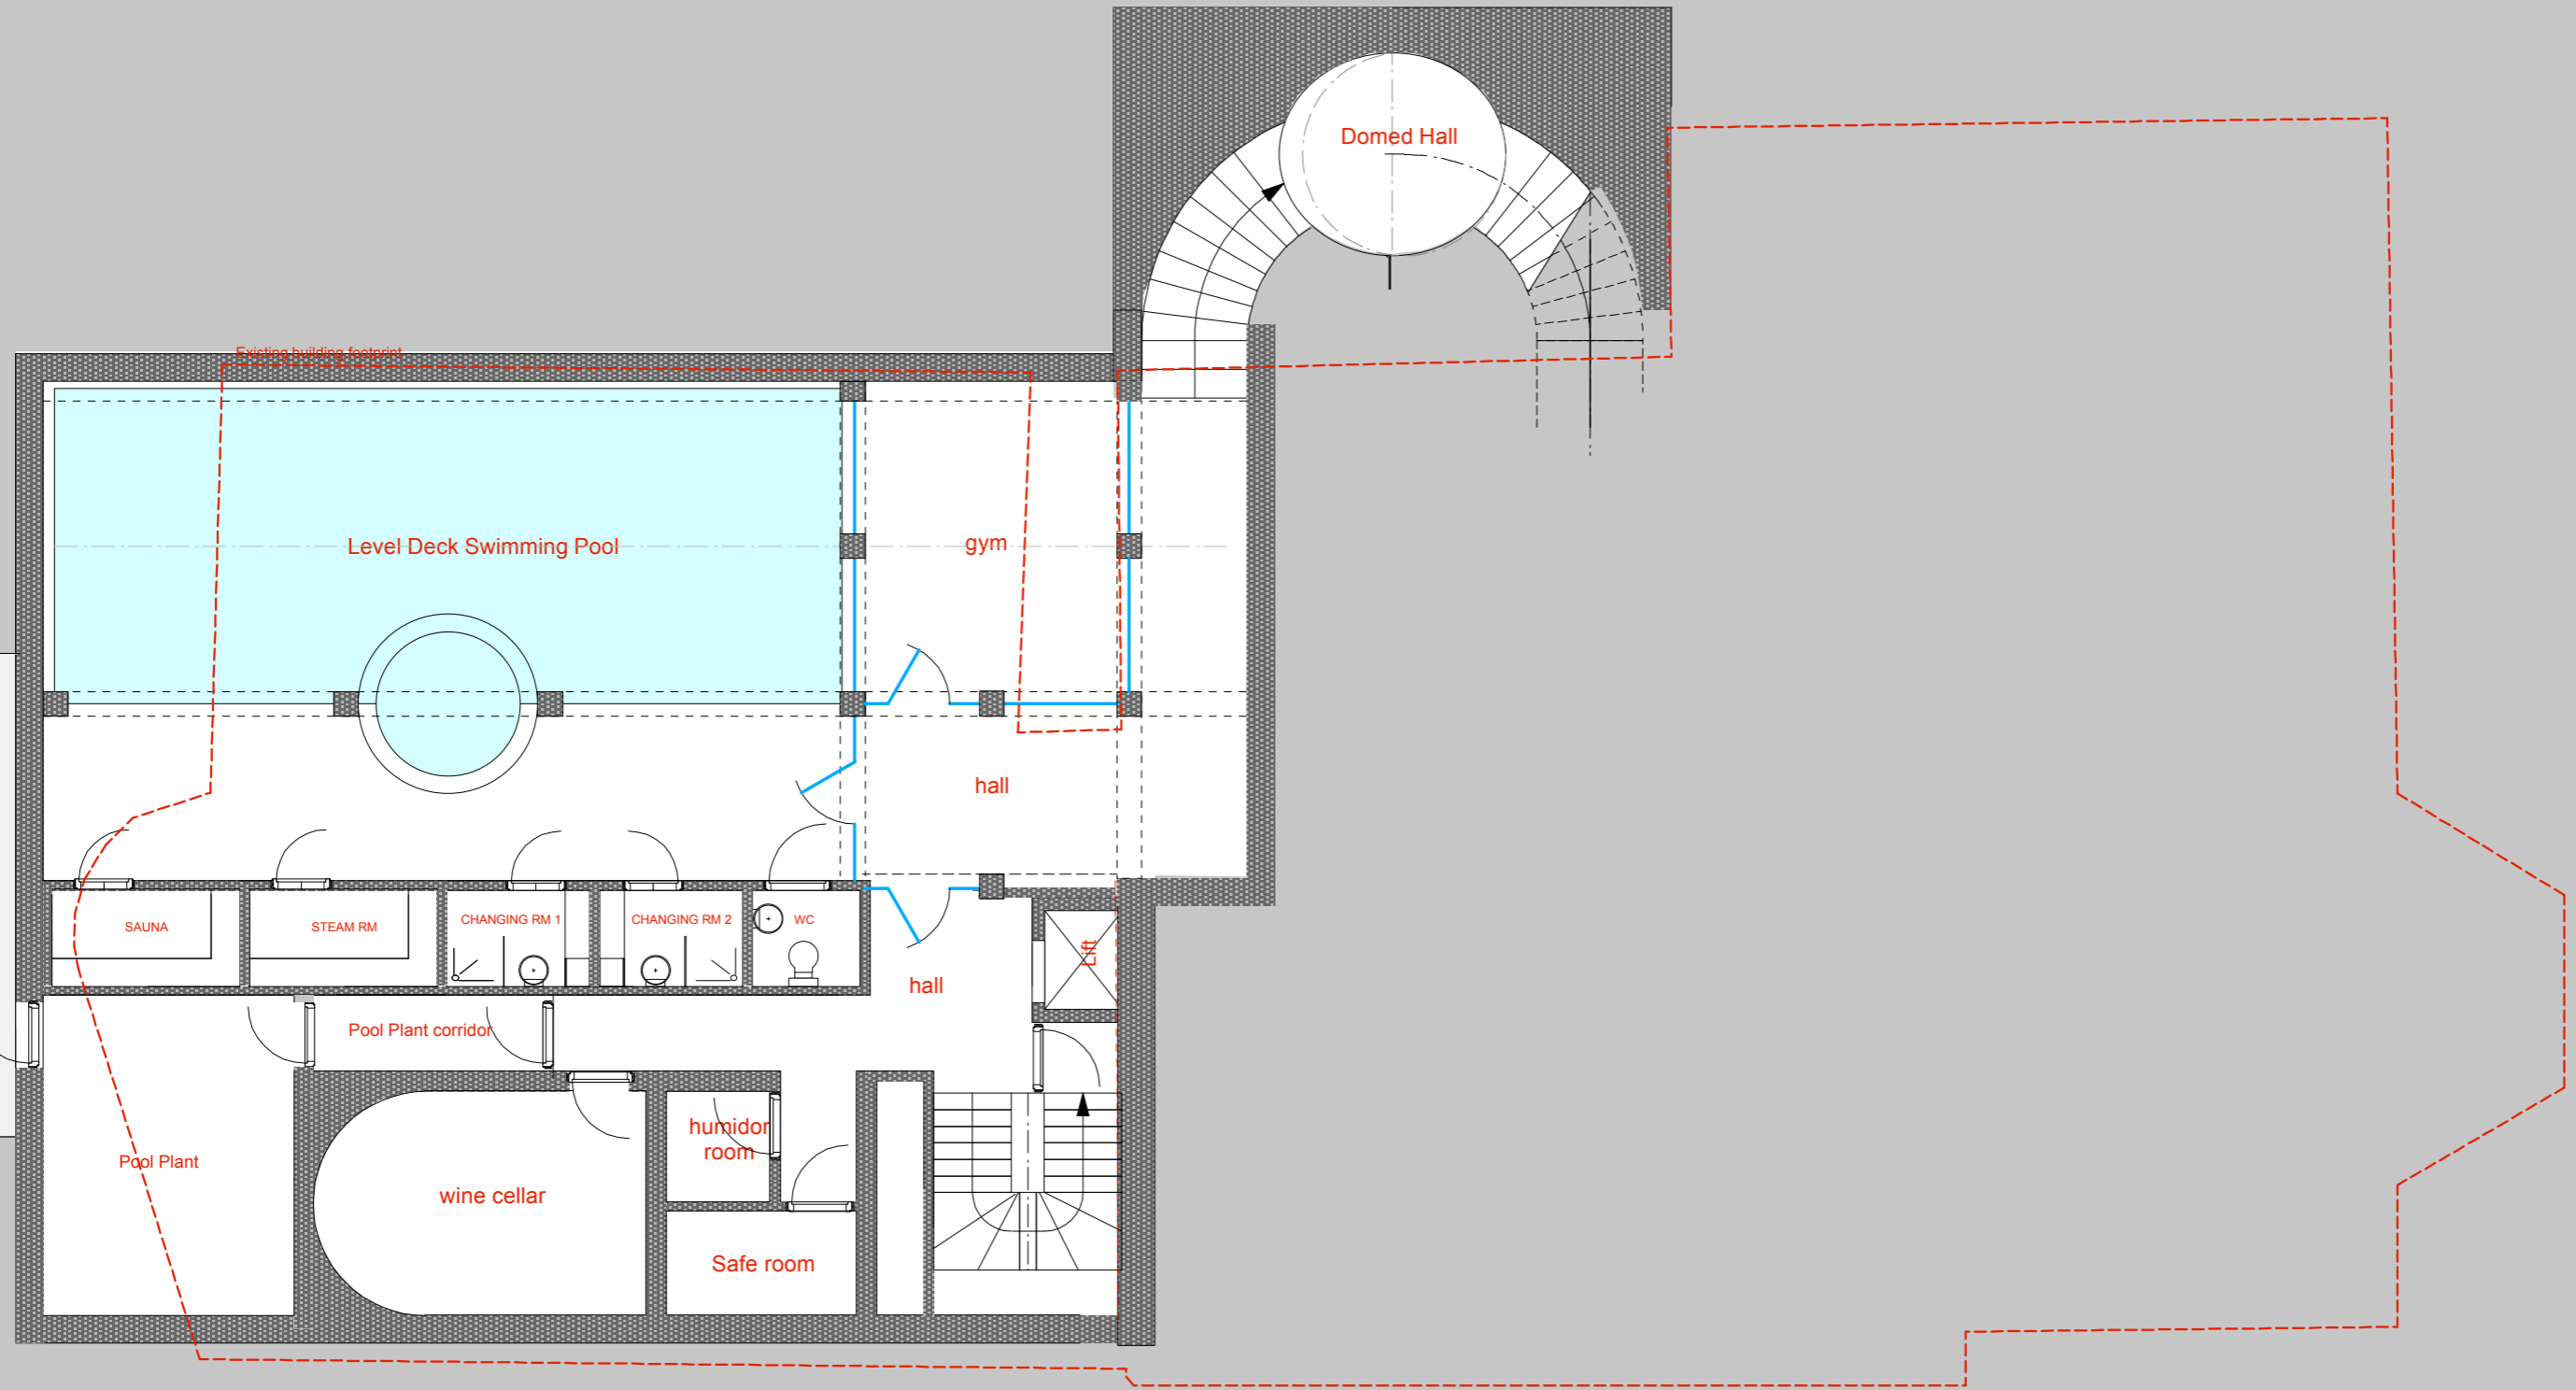 Domed Hall
Existing building footprint
Level Deck Swimming Pool
gym
hall
SAUNA
STEAM RM
CHANGING RM 1
CHANGING RM 2
WC
Lift
hall
Pool Plant corridor
humidor
room
Pool Plant
wine cellar
Safe room